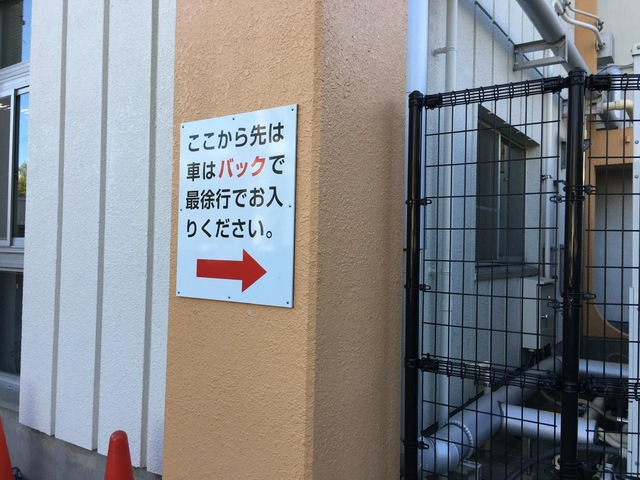 ここから先は
車はバックで
最徐行でお入
りください。